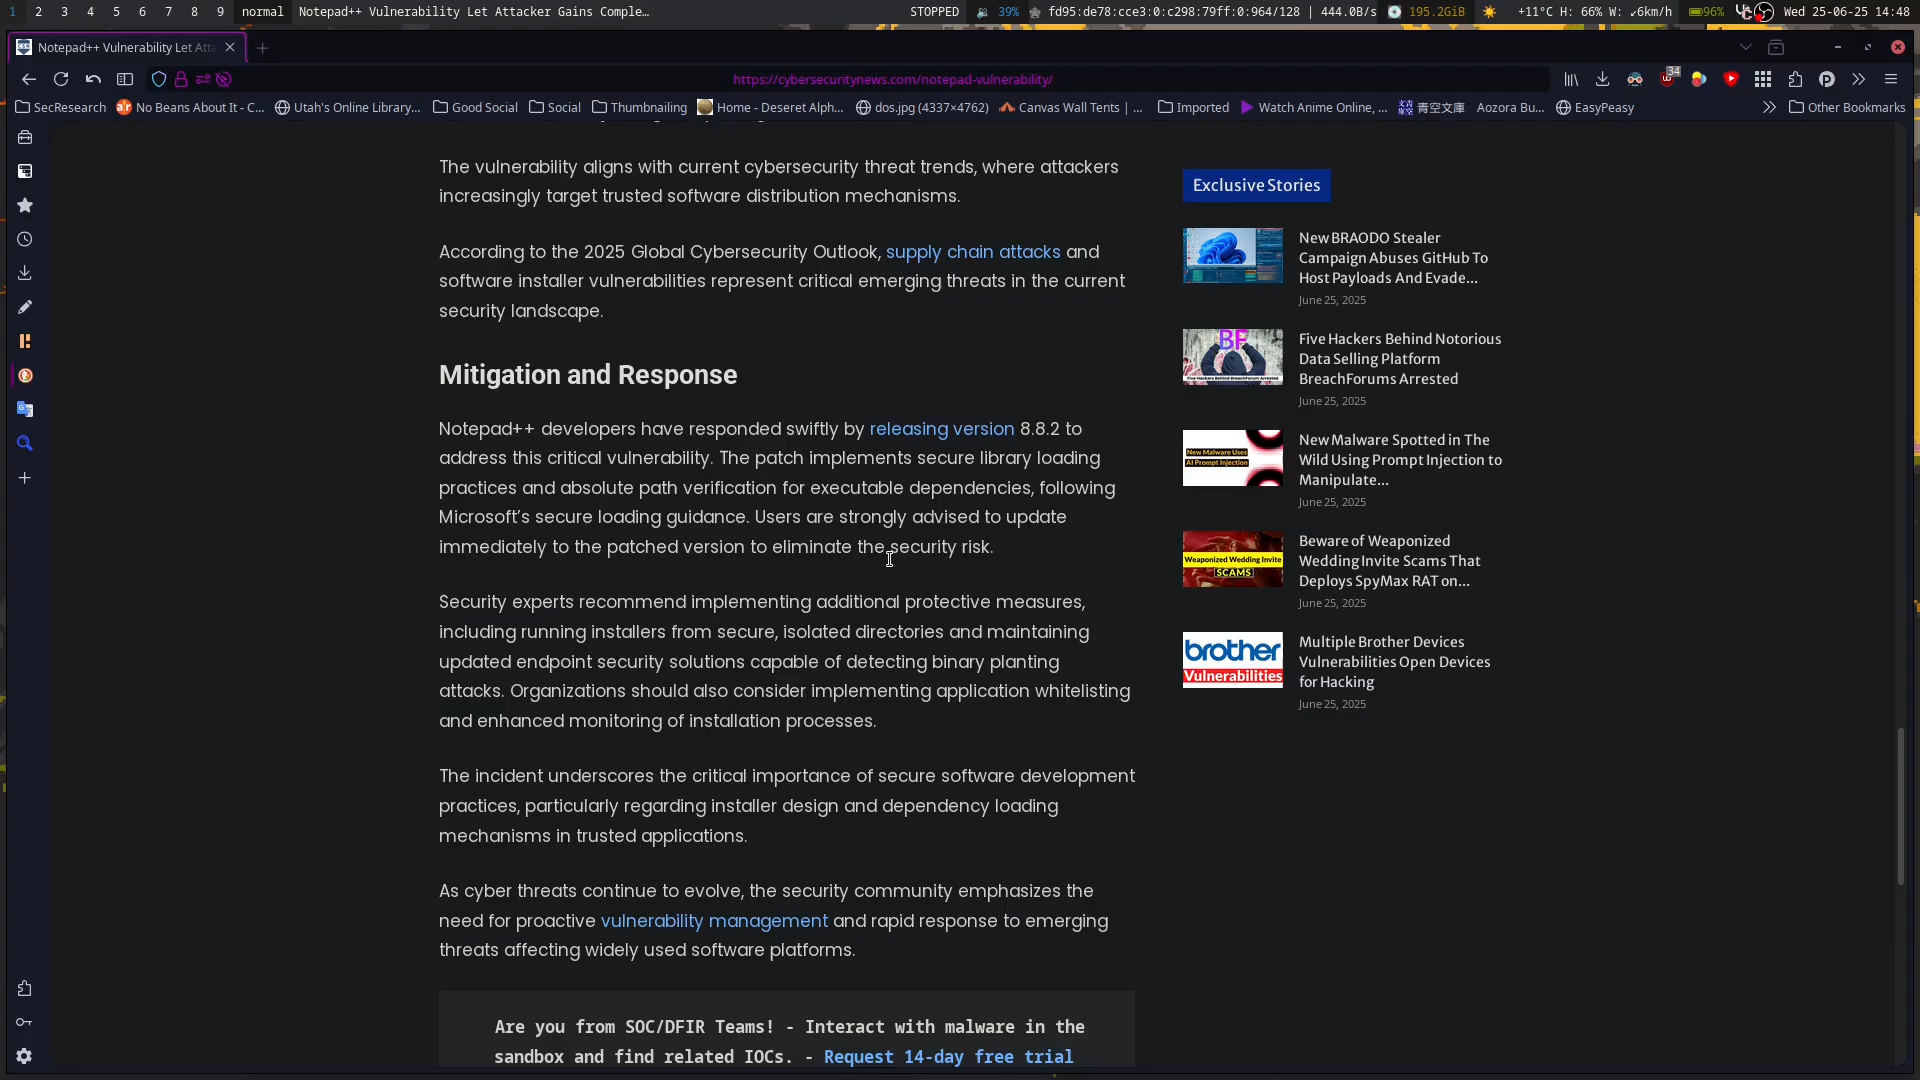 1 2 3 4 5 6 7 8 9 normal Notepad++ Vulnerability Let Attacker Gains Comple… STOPPED 39% fd95:de78:cce3:0:c298:79ff:0:964/128 | 444.0B/s 195.2GiB +11°C H: 66% W: ↙6km/h 96% Wed 25-06-25 14:48
Notepad++ Vulnerability Let Atta
https://cybersecuritynews.com/notepad-vulnerability/
34
SecResearch No Beans About It - C... Utah's Online Library... Good Social Social Thumbnailing Home - Deseret Alph... dos.jpg (4337×4762) Canvas Wall Tents | ... Imported Watch Anime Online, ... 青空文庫 Aozora Bu... EasyPeasy Other Bookmarks
The vulnerability aligns with current cybersecurity threat trends, where attackers
increasingly target trusted software distribution mechanisms.
According to the 2025 Global Cybersecurity Outlook, supply chain attacks and
software installer vulnerabilities represent critical emerging threats in the current
security landscape.
Mitigation and Response
Notepad++ developers have responded swiftly by releasing version 8.8.2 to
address this critical vulnerability. The patch implements secure library loading
practices and absolute path verification for executable dependencies, following
Microsoft's secure loading guidance. Users are strongly advised to update
immediately to the patched version to eliminate the security risk.
Security experts recommend implementing additional protective measures,
including running installers from secure, isolated directories and maintaining
updated endpoint security solutions capable of detecting binary planting
attacks. Organizations should also consider implementing application whitelisting
and enhanced monitoring of installation processes.
The incident underscores the critical importance of secure software development
practices, particularly regarding installer design and dependency loading
mechanisms in trusted applications.
As cyber threats continue to evolve, the security community emphasizes the
need for proactive vulnerability management and rapid response to emerging
threats affecting widely used software platforms.
Are you from SOC/DFIR Teams! - Interact with malware in the
sandbox and find related IOCs. - Request 14-day free trial
Exclusive Stories
New BRAODO Stealer
Campaign Abuses GitHub To
Host Payloads And Evade...
June 25, 2025
BF
Five Hackers Behind BreachForum Arrested
Five Hackers Behind Notorious
Data Selling Platform
BreachForums Arrested
June 25, 2025
New Malware Uses
AI Prompt Injection
New Malware Spotted in The
Wild Using Prompt Injection to
Manipulate...
June 25, 2025
Weaponized Wedding Invite
SCAMS
Beware of Weaponized
Wedding Invite Scams That
Deploys SpyMax RAT on...
June 25, 2025
brother
Vulnerabilities
Multiple Brother Devices
Vulnerabilities Open Devices
for Hacking
June 25, 2025